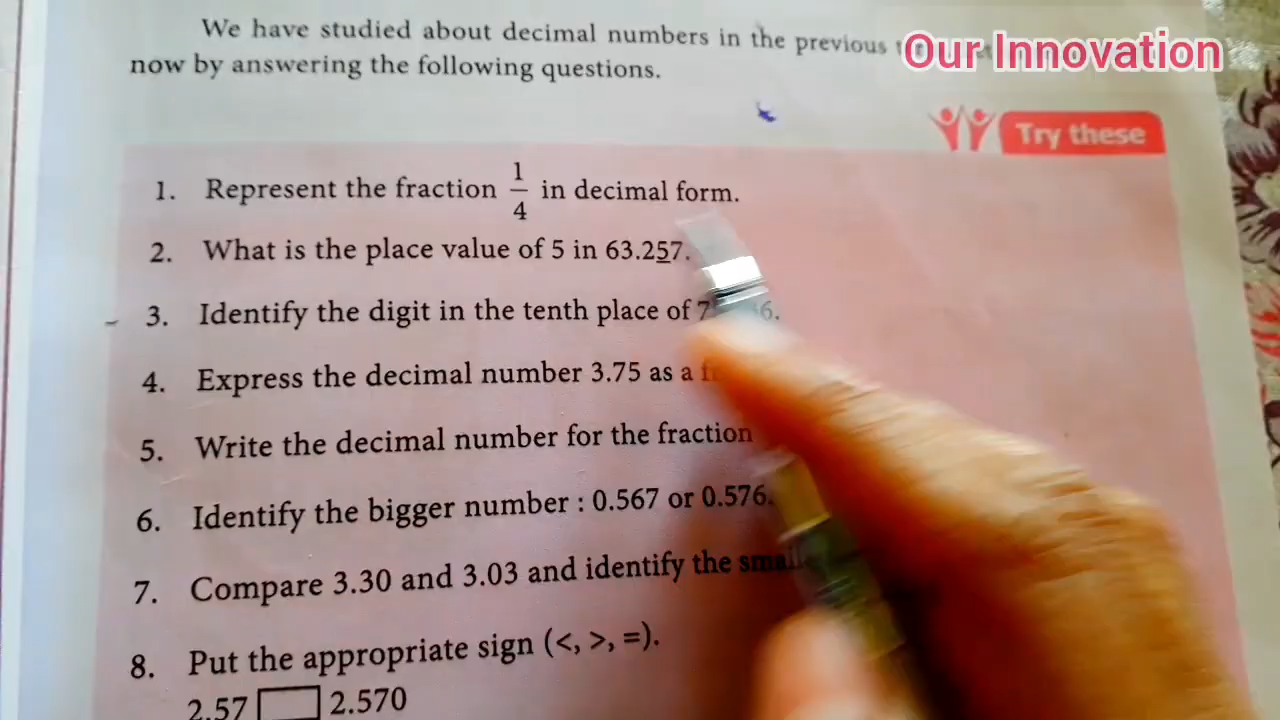 We have studied about decimal numbers in the previous
Our Innovation
now by answering the following questions.
Try these
1. Represent the fraction 1/4 in decimal form.
2. What is the place value of 5 in 63.257.
3. Identify the digit in the tenth place of
4. Express the decimal number 3.75 as a
5. Write the decimal number for the fraction
6. Identify the bigger number : 0.567 or 0.576.
7. Compare 3.30 and 3.03 and identify the
8. Put the appropriate sign (<, >, =).
2.57 2.570